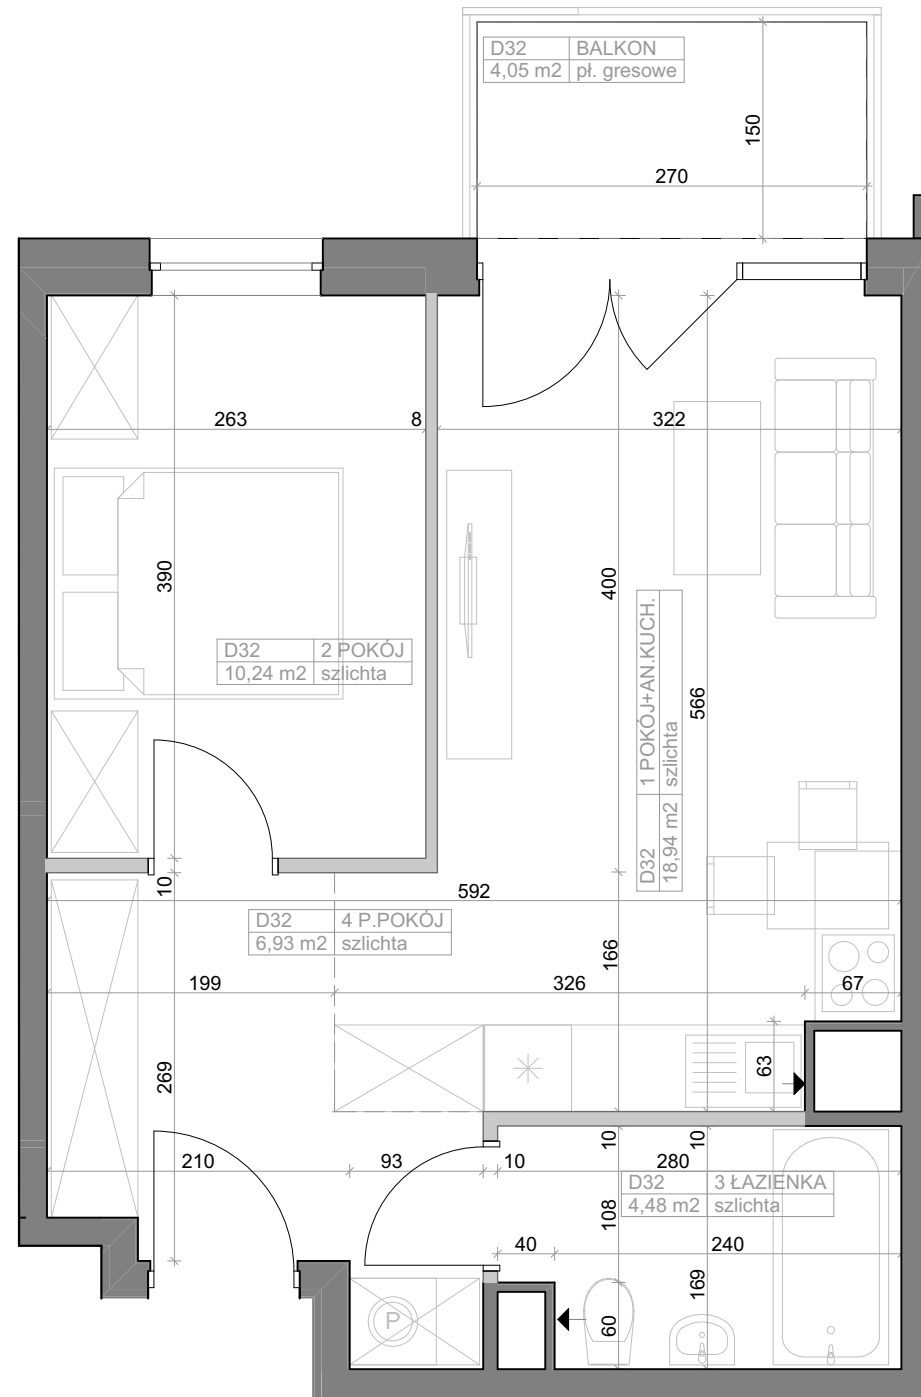 D32 BALKON
4,05 m2 pł. gresowe
150
270
263
8
322
390
400
566
D32 2 POKÓJ
10,24 m2 szlichta
D32 1 POKÓJ+AN.KUCH.
18,94 m2 szlichta
10
592
D32 4 P.POKÓJ
6,93 m2 szlichta
166
199
326
67
269
63
10
10
210
93
10
280
D32 3 ŁAZIENKA
4,48 m2 szlichta
108
40
240
169
60
P